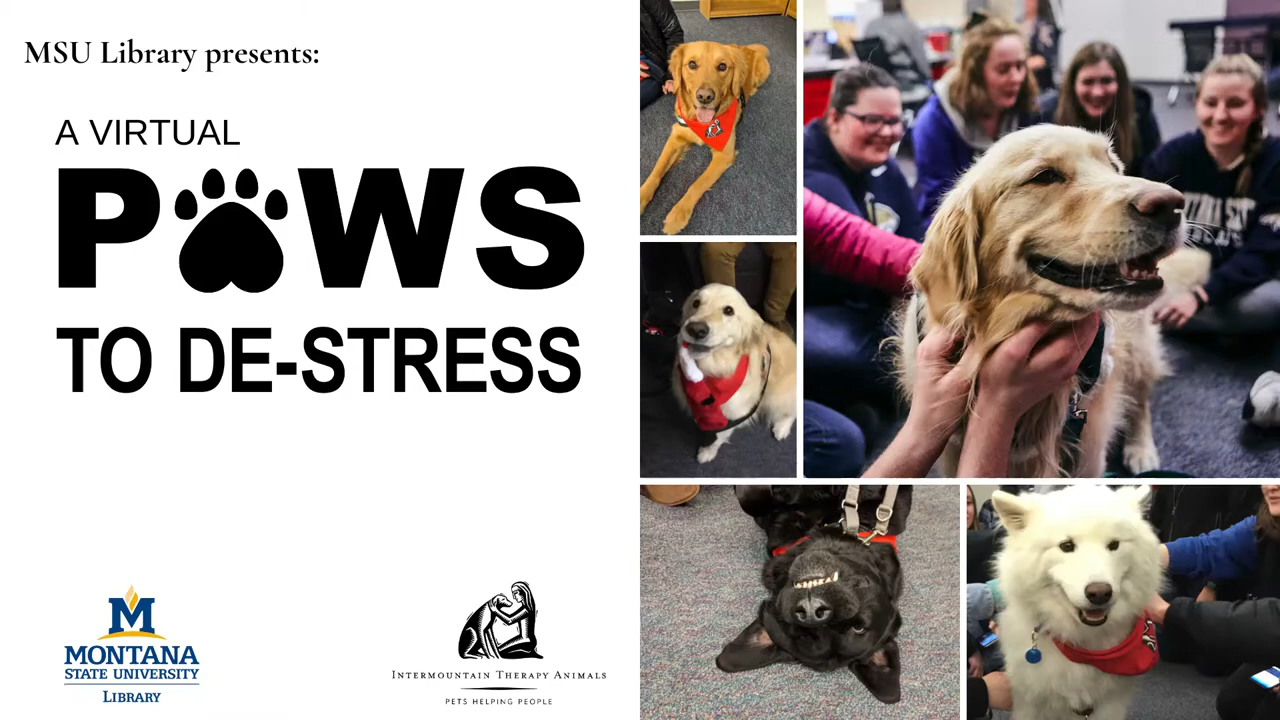 MSU Library presents:
A VIRTUAL
PAWS
TO DE-STRESS
M
MONTANA
STATE UNIVERSITY
LIBRARY
INTERMOUNTAIN THERAPY ANIMALS
PETS HELPING PEOPLE